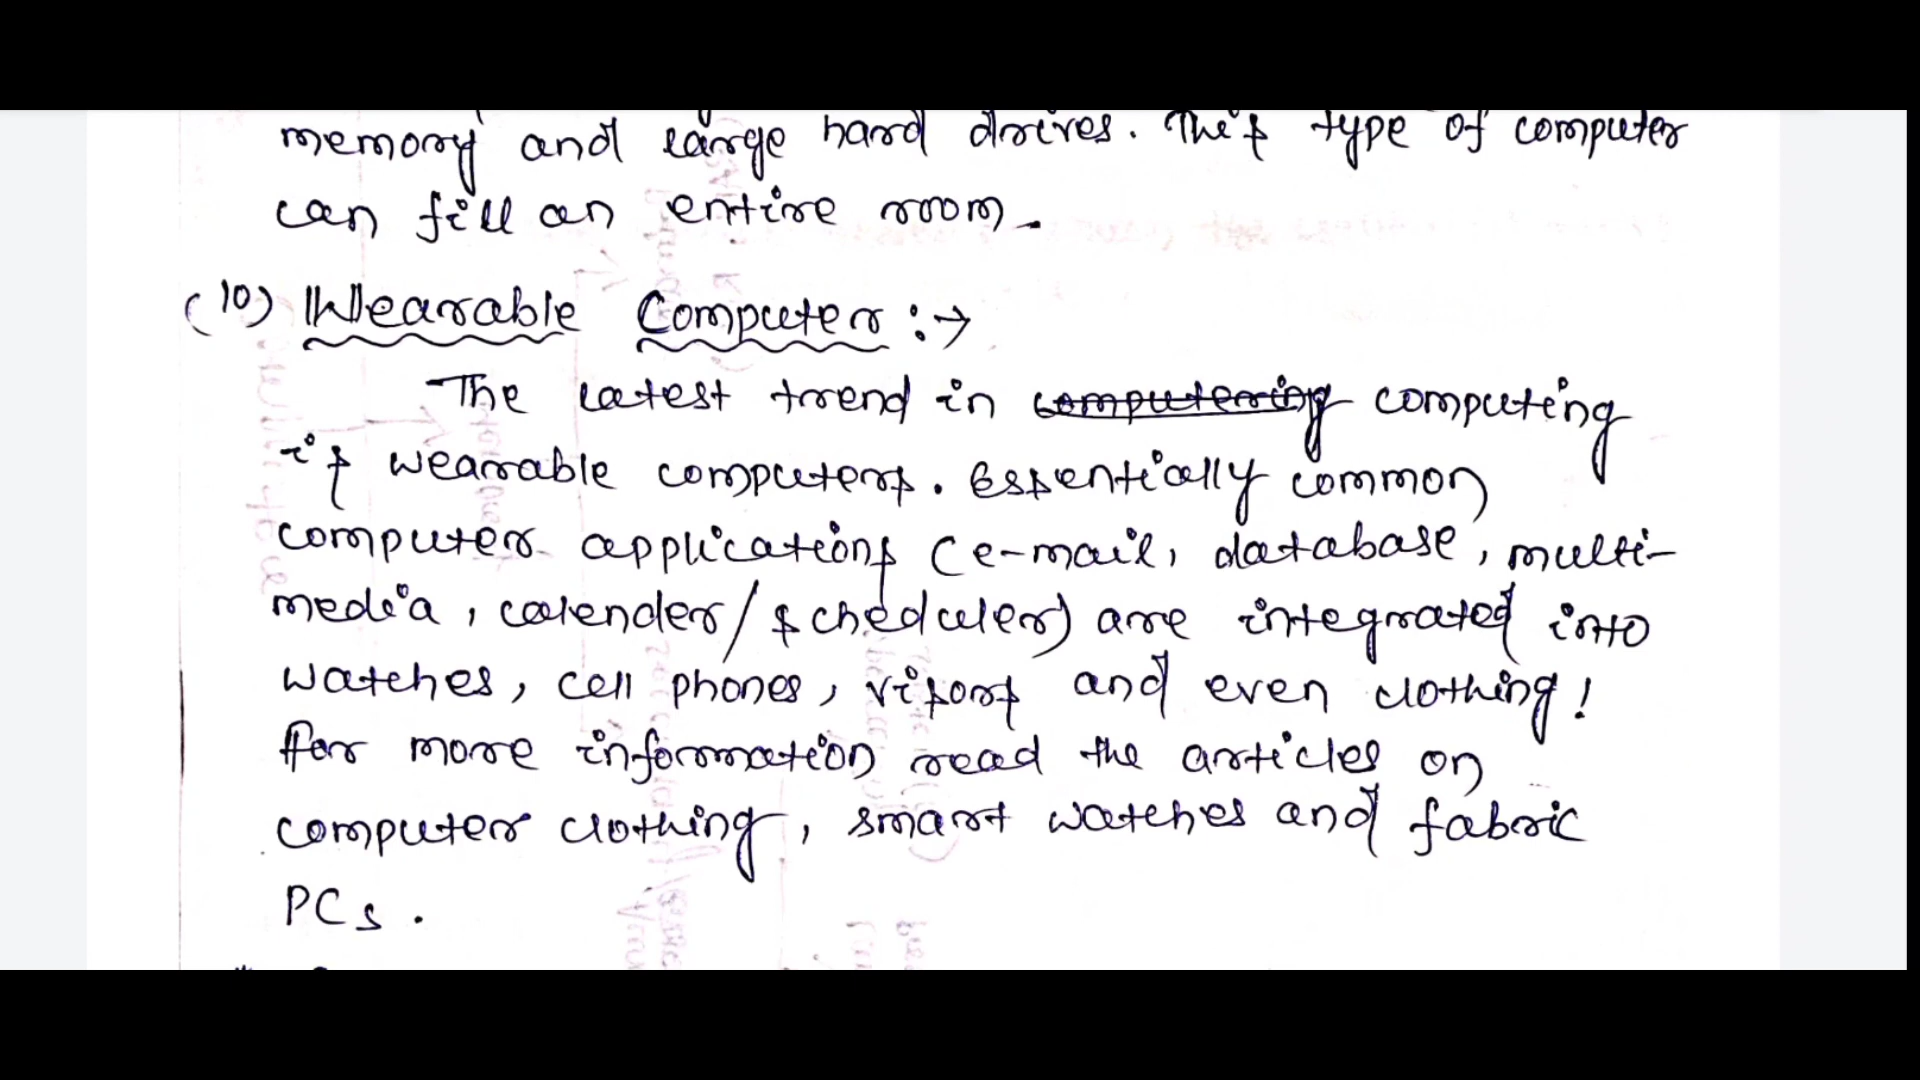 memory and large hard drives. This type of computer
can fill an entire room.
(10) Wearable Computer :→
The latest trend in computering computing
is wearable computers. Essentially common
computer applications (e-mail, database, multi-
media, calender/scheduler) are integrated into
watches, cell phones, visors and even clothing!
For more information read the articles on
computer clothing, smart watches and fabric
PCs.